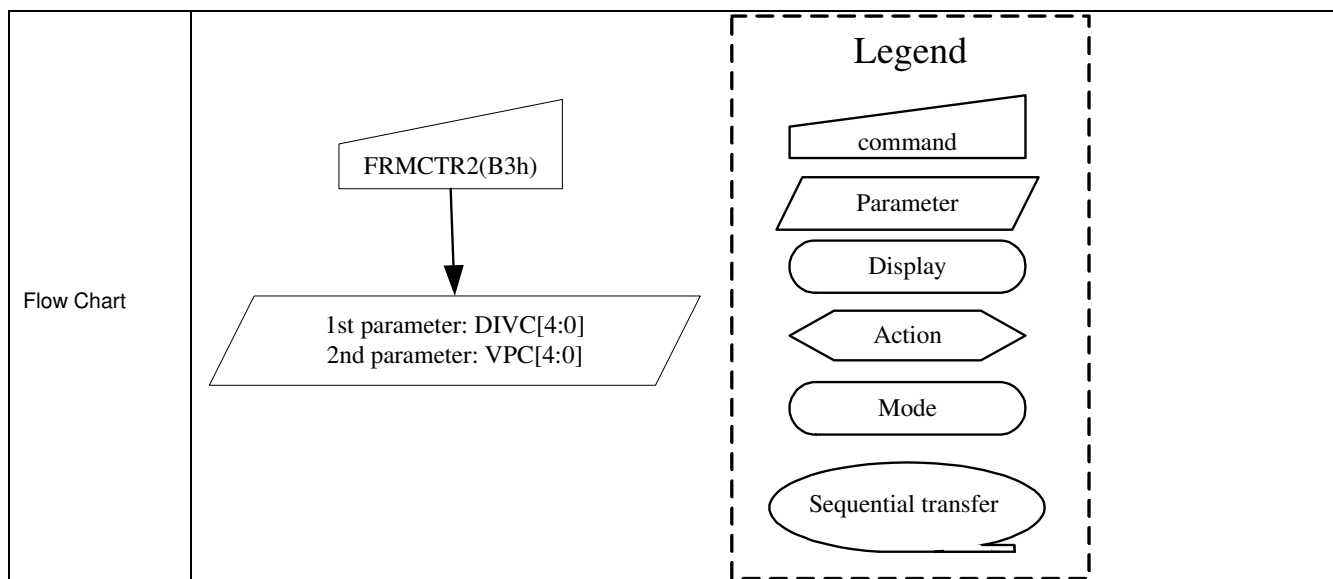 Flow Chart
FRMCTR2(B3h)
1st parameter: DIVC[4:0]
2nd parameter: VPC[4:0]
Legend
command
Parameter
Display
Action
Mode
Sequential transfer